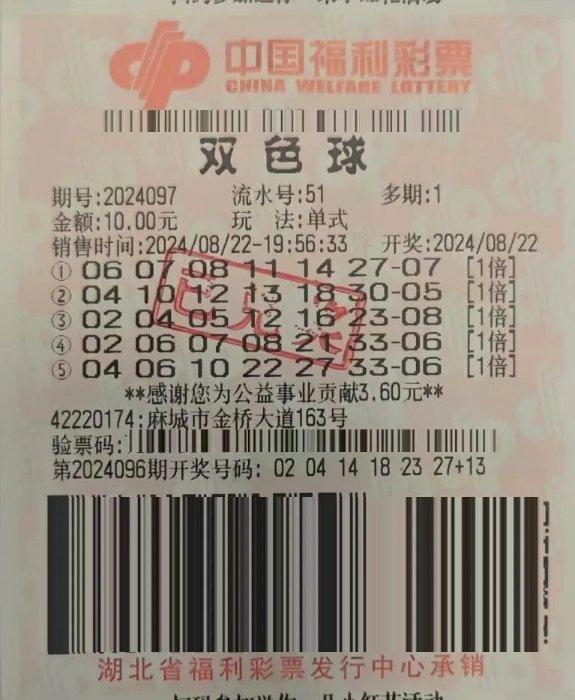 中国福利彩票
CHINA WELFARE LOTTERY
双色球
期号:2024097 流水号:51 多期:1
金额:10.00元 玩 法:单式
销售时间:2024/08/22-19:56:33 开奖:2024/08/22
① 06 07 08 11 14 27-07 [1倍]
② 04 10 12 13 18 30-05 [1倍]
③ 02 04 05 12 16 23-08 [1倍]
④ 02 06 07 08 21 33-06 [1倍]
⑤ 04 06 10 22 27 33-06 [1倍]
已兑奖
**感谢您为公益事业贡献3.60元**
42220174:麻城市金桥大道163号
验票码:
第2024096期开奖号码: 02 04 14 18 23 27+13
湖北省福利彩票发行中心承销